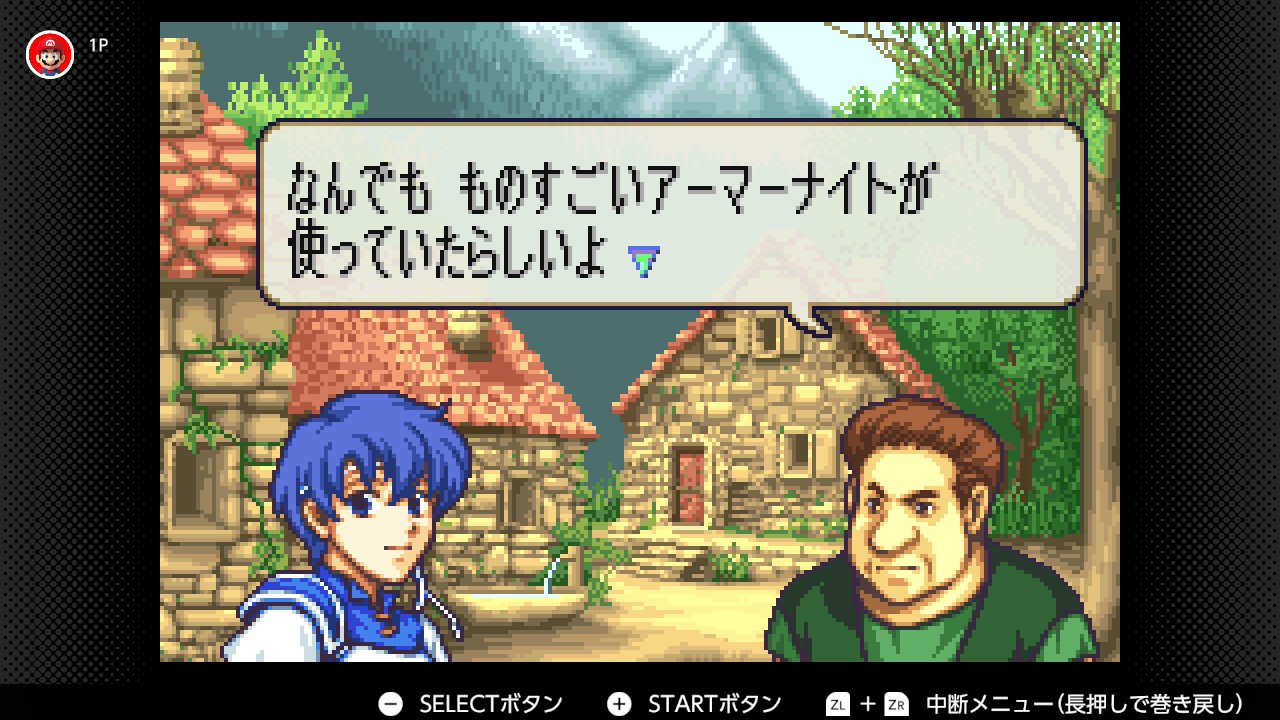 1P
なんでも ものすごいアーマーナイトが
使っていたらしいよ
SELECTボタン STARTボタン ZL + ZR 中断メニュー(長押しで巻き戻し)